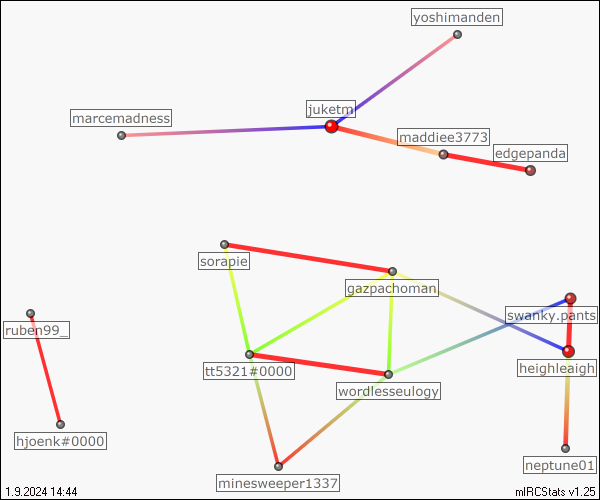 yoshimanden
juketm
marcemadness
maddiee3773
edgepanda
sorapie
gazpachoman
swanky.pants
ruben99_
tt5321#0000
heighleaigh
wordlesseulogy
hjoenk#0000
neptune01
minesweeper1337
1.9.2024 14:44
mIRCStats v1.25